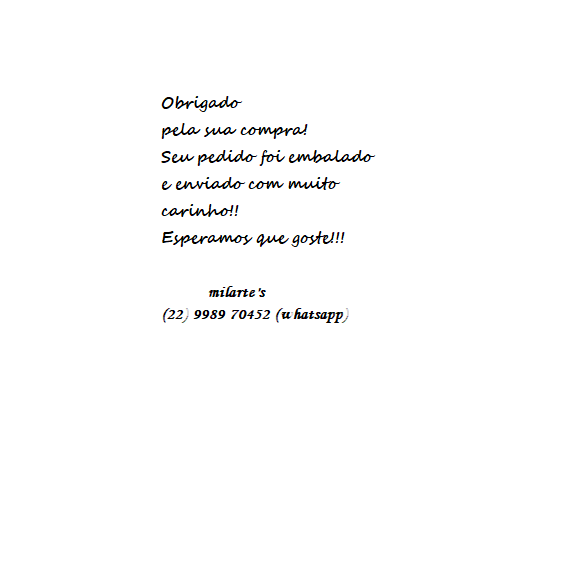 Obrigado
pela sua compra!
Seu pedido foi embalado
e enviado com muito
carinho!!
Esperamos que goste!!!
milarte's
(22) 9989 70452 (whatsapp)